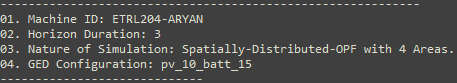 01. Machine ID: ETRL204-ARYAN
02. Horizon Duration: 3
03. Nature of Simulation: Spatially-Distributed-OPF with 4 Areas.
04. GED Configuration: pv_10_batt_15